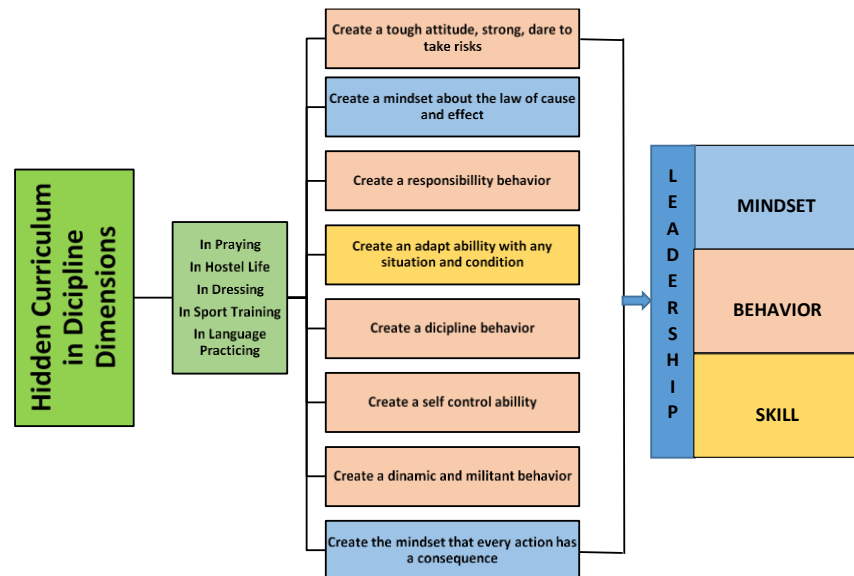 Hidden Curriculum
in Dicipline
Dimensions
In Praying
In Hostel Life
In Dressing
In Sport Training
In Language
Practicing
Create a tough attitude, strong, dare to
take risks
Create a mindset about the law of cause
and effect
Create a responsibillity behavior
Create an adapt abillity with any
situation and condition
Create a dicipline behavior
Create a self control abillity
Create a dinamic and militant behavior
Create the mindset that every action has
a consequence
LEADERSHIP
MINDSET
BEHAVIOR
SKILL